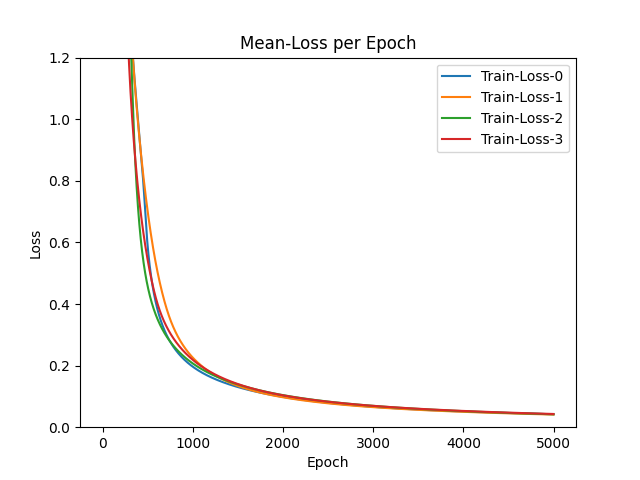 Mean-Loss per Epoch
1.2
1.0
0.8
0.6
0.4
0.2
0.0
Loss
Train-Loss-0
Train-Loss-1
Train-Loss-2
Train-Loss-3
0 1000 2000 3000 4000 5000
Epoch